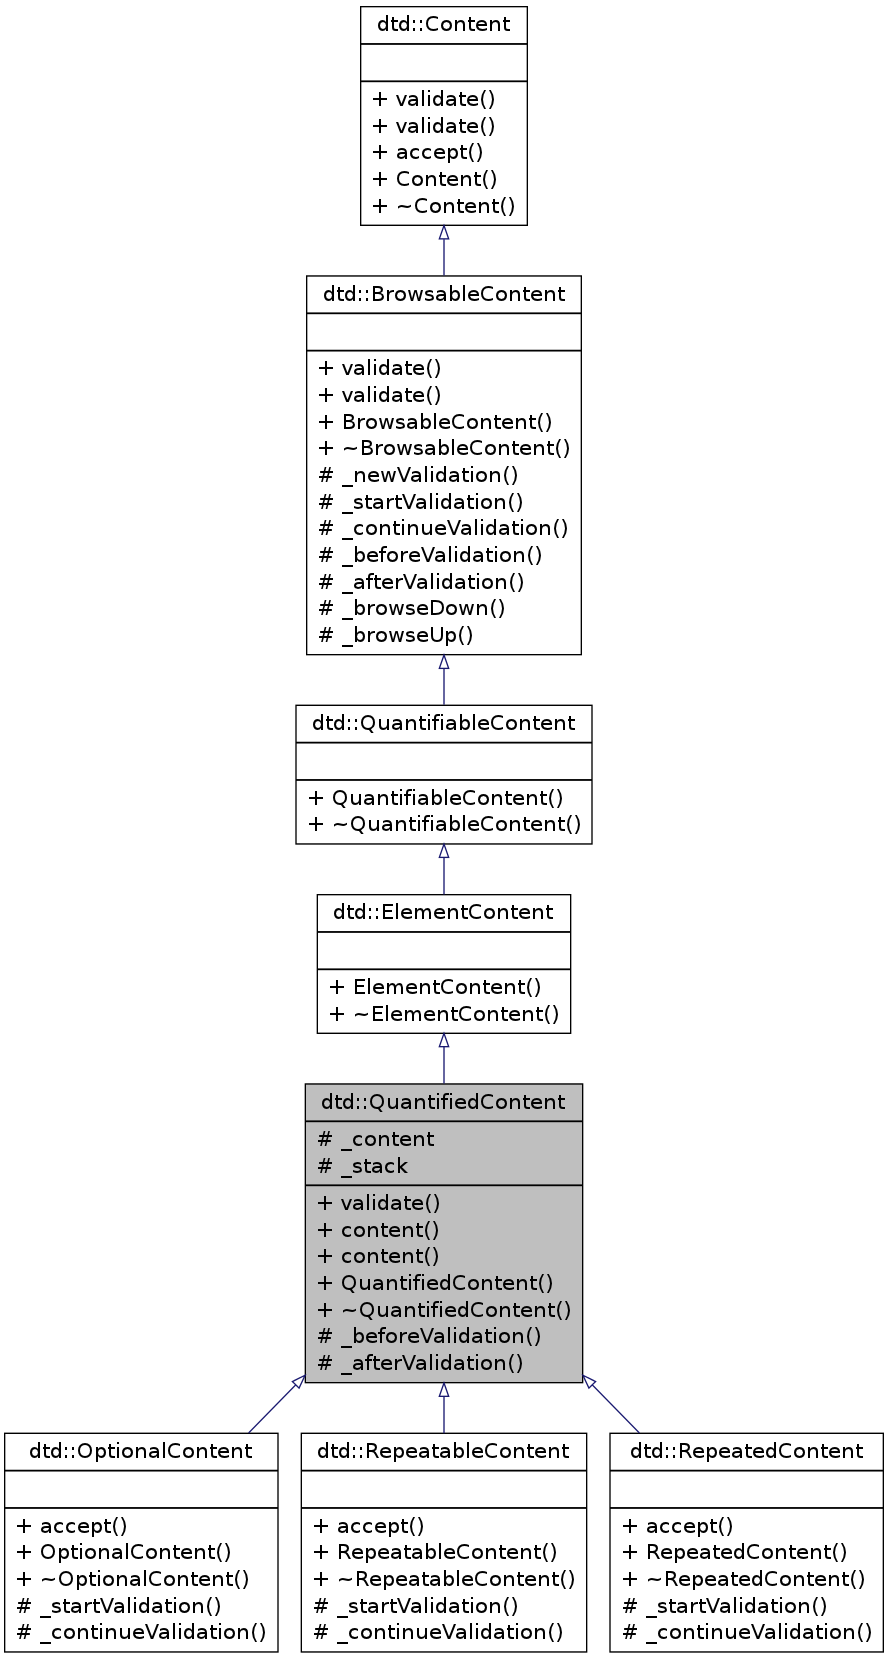 dtd::Content
+ validate()
+ validate()
+ accept()
+ Content()
+ ~Content()
dtd::BrowsableContent
+ validate()
+ validate()
+ BrowsableContent()
+ ~BrowsableContent()
# _newValidation()
# _startValidation()
# _continueValidation()
# _beforeValidation()
# _afterValidation()
# _browseDown()
# _browseUp()
dtd::QuantifiableContent
+ QuantifiableContent()
+ ~QuantifiableContent()
dtd::ElementContent
+ ElementContent()
+ ~ElementContent()
dtd::QuantifiedContent
# _content
# _stack
+ validate()
+ content()
+ content()
+ QuantifiedContent()
+ ~QuantifiedContent()
# _beforeValidation()
# _afterValidation()
dtd::OptionalContent
+ accept()
+ OptionalContent()
+ ~OptionalContent()
# _startValidation()
# _continueValidation()
dtd::RepeatableContent
+ accept()
+ RepeatableContent()
+ ~RepeatableContent()
# _startValidation()
# _continueValidation()
dtd::RepeatedContent
+ accept()
+ RepeatedContent()
+ ~RepeatedContent()
# _startValidation()
# _continueValidation()